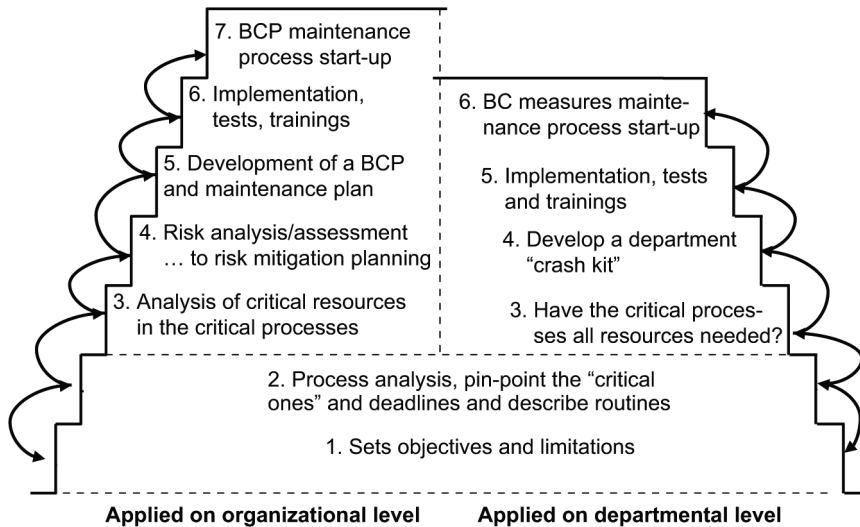 7. BCP maintenance
process start-up
6. Implementation,
tests, trainings
5. Development of a BCP
and maintenance plan
4. Risk analysis/assessment
… to risk mitigation planning
3. Analysis of critical resources
in the critical processes
6. BC measures mainte-
nance process start-up
5. Implementation, tests
and trainings
4. Develop a department
“crash kit”
3. Have the critical proces-
ses all resources needed?
2. Process analysis, pin-point the “critical
ones” and deadlines and describe routines
1. Sets objectives and limitations
Applied on organizational level
Applied on departmental level